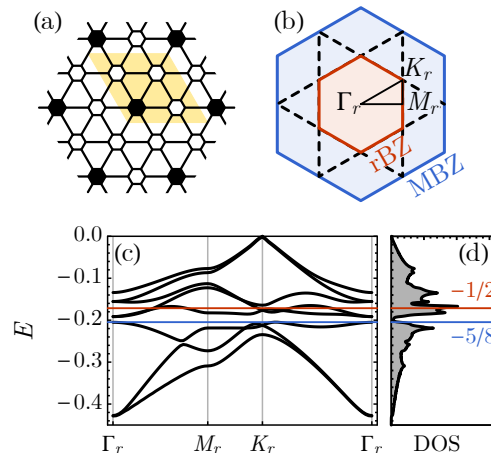 (a)
(b)
K_r
Γ_r
M_r
rBZ
MBZ
(c)
(d)
0.0
−0.1
−0.2
−0.3
−0.4
E
−1/2
−5/8
Γ_r
M_r
K_r
Γ_r
DOS